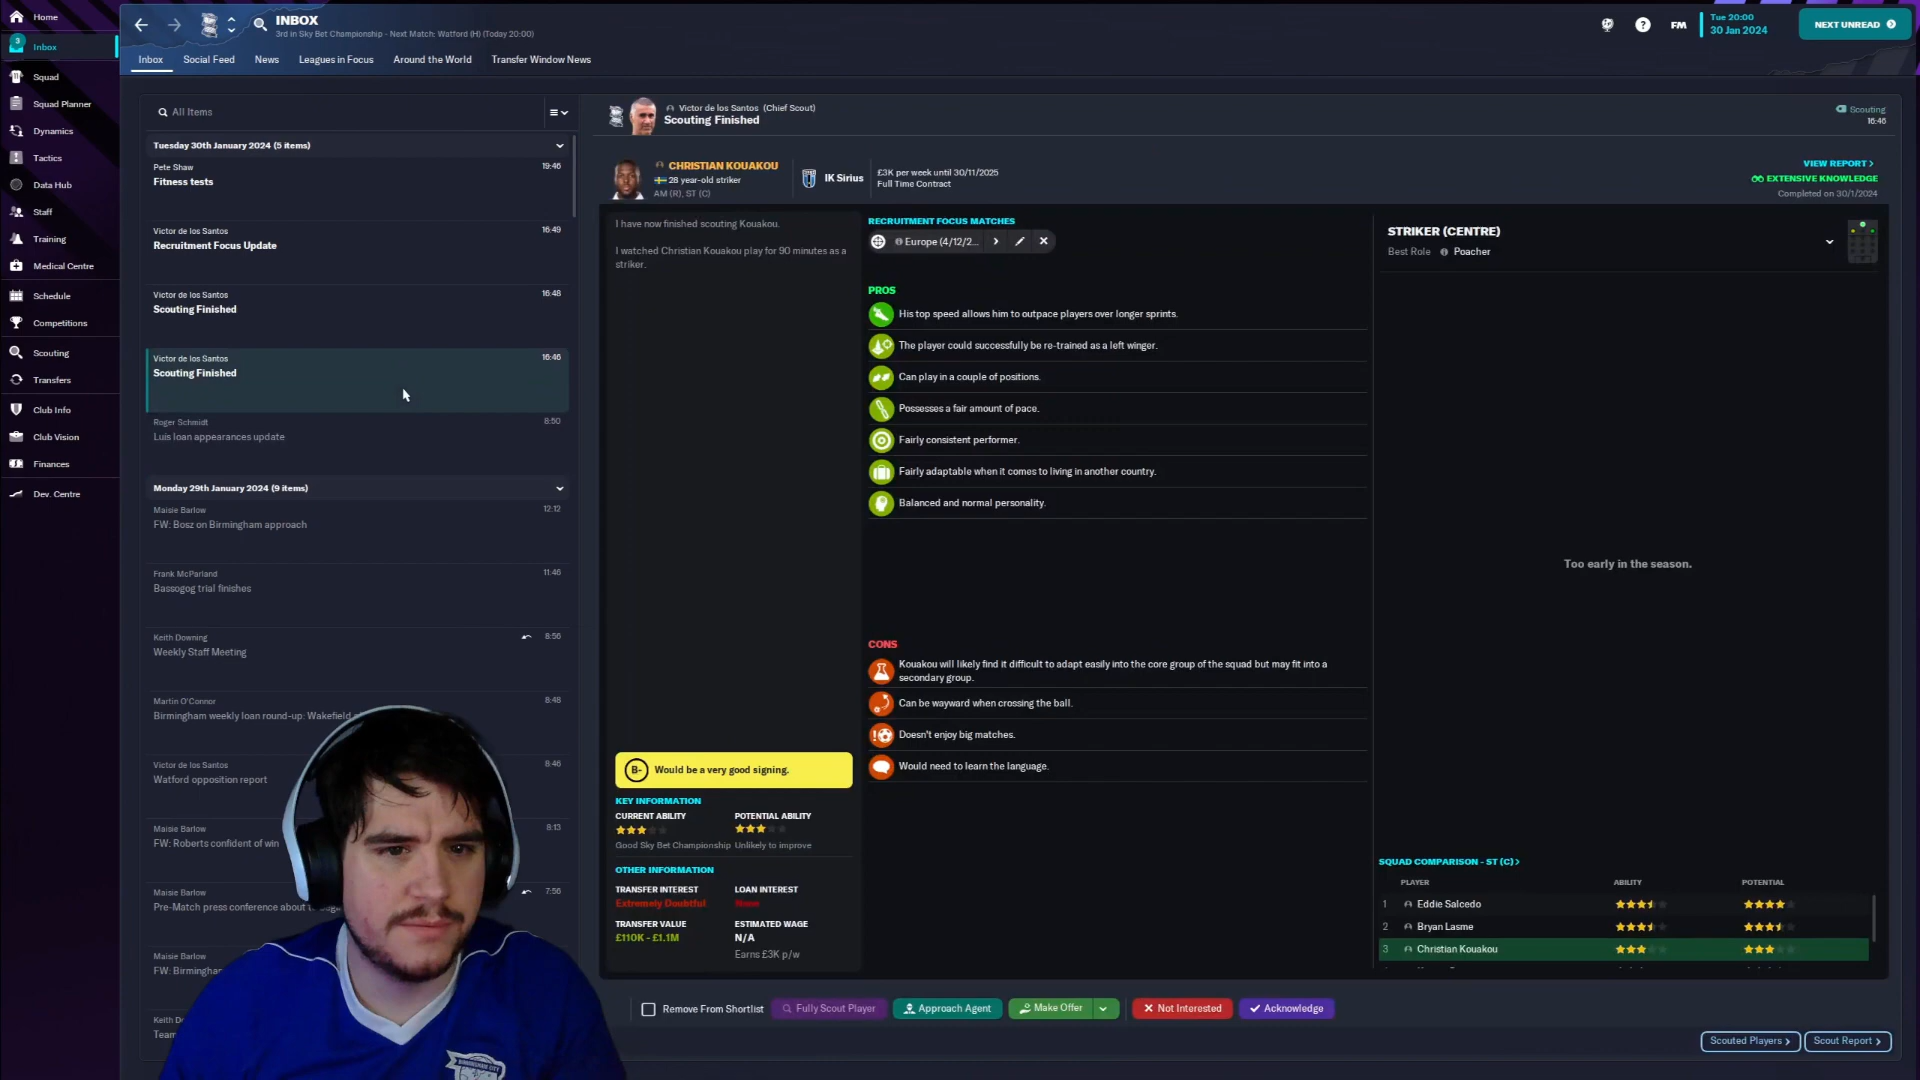 Home
INBOX
3rd in Sky Bet Championship - Next Match: Watford (H) (Today 20:00)
FM
Tue 20:00
30 Jan 2024
NEXT UNREAD
3
Inbox
Inbox
Social Feed
News
Leagues in Focus
Around the World
Transfer Window News
Squad
Squad Planner
Dynamics
Tactics
Data Hub
Staff
Training
Medical Centre
Schedule
Competitions
Scouting
Transfers
Club Info
Club Vision
Finances
Dev. Centre
All Items
Tuesday 30th January 2024 (5 items)
Pete Shaw
19:46
Fitness tests
Victor de los Santos
16:49
Recruitment Focus Update
Victor de los Santos
16:48
Scouting Finished
Victor de los Santos
16:46
Scouting Finished
Roger Schmidt
8:50
Luís loan appearances update
Monday 29th January 2024 (9 items)
Maisie Barlow
12:12
FW: Bosz on Birmingham approach
Frank McParland
11:46
Bassogog trial finishes
Keith Downing
8:56
Weekly Staff Meeting
Martin O'Connor
8:48
Birmingham weekly loan round-up: Wakefield
Victor de los Santos
8:46
Watford opposition report
Maisie Barlow
8:13
FW: Roberts confident of win
Maisie Barlow
7:56
Pre-Match press conference about
Maisie Barlow
FW: Birmingham
Keith D
Team
Victor de los Santos (Chief Scout)
Scouting Finished
Scouting
16:46
CHRISTIAN KOUAKOU
28 year-old striker
AM (R), ST (C)
IK Sirius
£3K per week until 30/11/2025
Full Time Contract
VIEW REPORT >
EXTENSIVE KNOWLEDGE
Completed on 30/1/2024
I have now finished scouting Kouakou.
I watched Christian Kouakou play for 90 minutes as a
striker.
B- Would be a very good signing.
KEY INFORMATION
CURRENT ABILITY
POTENTIAL ABILITY
Good Sky Bet Championship
Unlikely to improve
OTHER INFORMATION
TRANSFER INTEREST
LOAN INTEREST
Extremely Doubtful
None
TRANSFER VALUE
ESTIMATED WAGE
£110K - £1.1M
N/A
Earns £3K p/w
RECRUITMENT FOCUS MATCHES
Europe (4/12/2...
PROS
His top speed allows him to outpace players over longer sprints.
The player could successfully be re-trained as a left winger.
Can play in a couple of positions.
Possesses a fair amount of pace.
Fairly consistent performer.
Fairly adaptable when it comes to living in another country.
Balanced and normal personality.
CONS
Kouakou will likely find it difficult to adapt easily into the core group of the squad but may fit into a
secondary group.
Can be wayward when crossing the ball.
Doesn't enjoy big matches.
Would need to learn the language.
STRIKER (CENTRE)
Best Role Poacher
Too early in the season.
SQUAD COMPARISON - ST (C) >
PLAYER
ABILITY
POTENTIAL
1 Eddie Salcedo
2 Bryan Lasme
3 Christian Kouakou
Remove From Shortlist
Fully Scout Player
Approach Agent
Make Offer
Not Interested
Acknowledge
Scouted Players >
Scout Report >